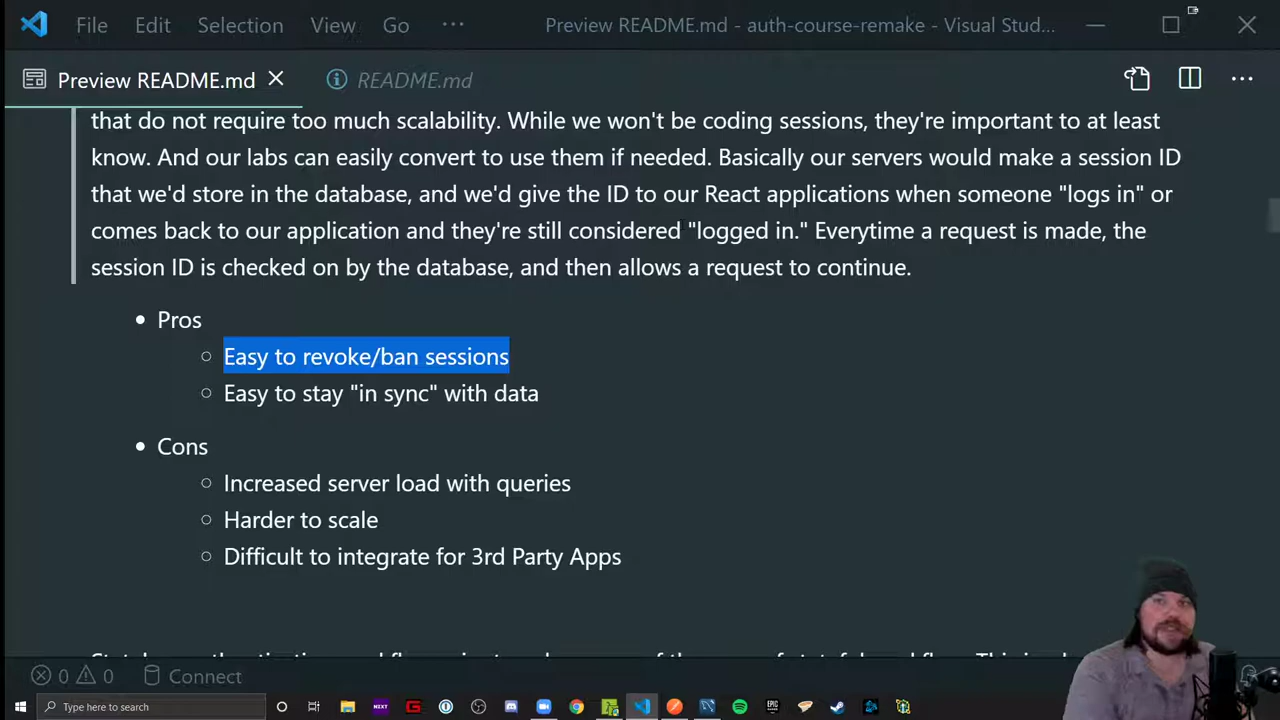 File Edit Selection View Go ··· Preview README.md - auth-course-remake - Visual Stud...
Preview README.md README.md
that do not require too much scalability. While we won't be coding sessions, they're important to at least
know. And our labs can easily convert to use them if needed. Basically our servers would make a session ID
that we'd store in the database, and we'd give the ID to our React applications when someone "logs in" or
comes back to our application and they're still considered "logged in." Everytime a request is made, the
session ID is checked on by the database, and then allows a request to continue.
Pros
Easy to revoke/ban sessions
Easy to stay "in sync" with data
Cons
Increased server load with queries
Harder to scale
Difficult to integrate for 3rd Party Apps
0 0 Connect
Type here to search
NZXT
EPIC